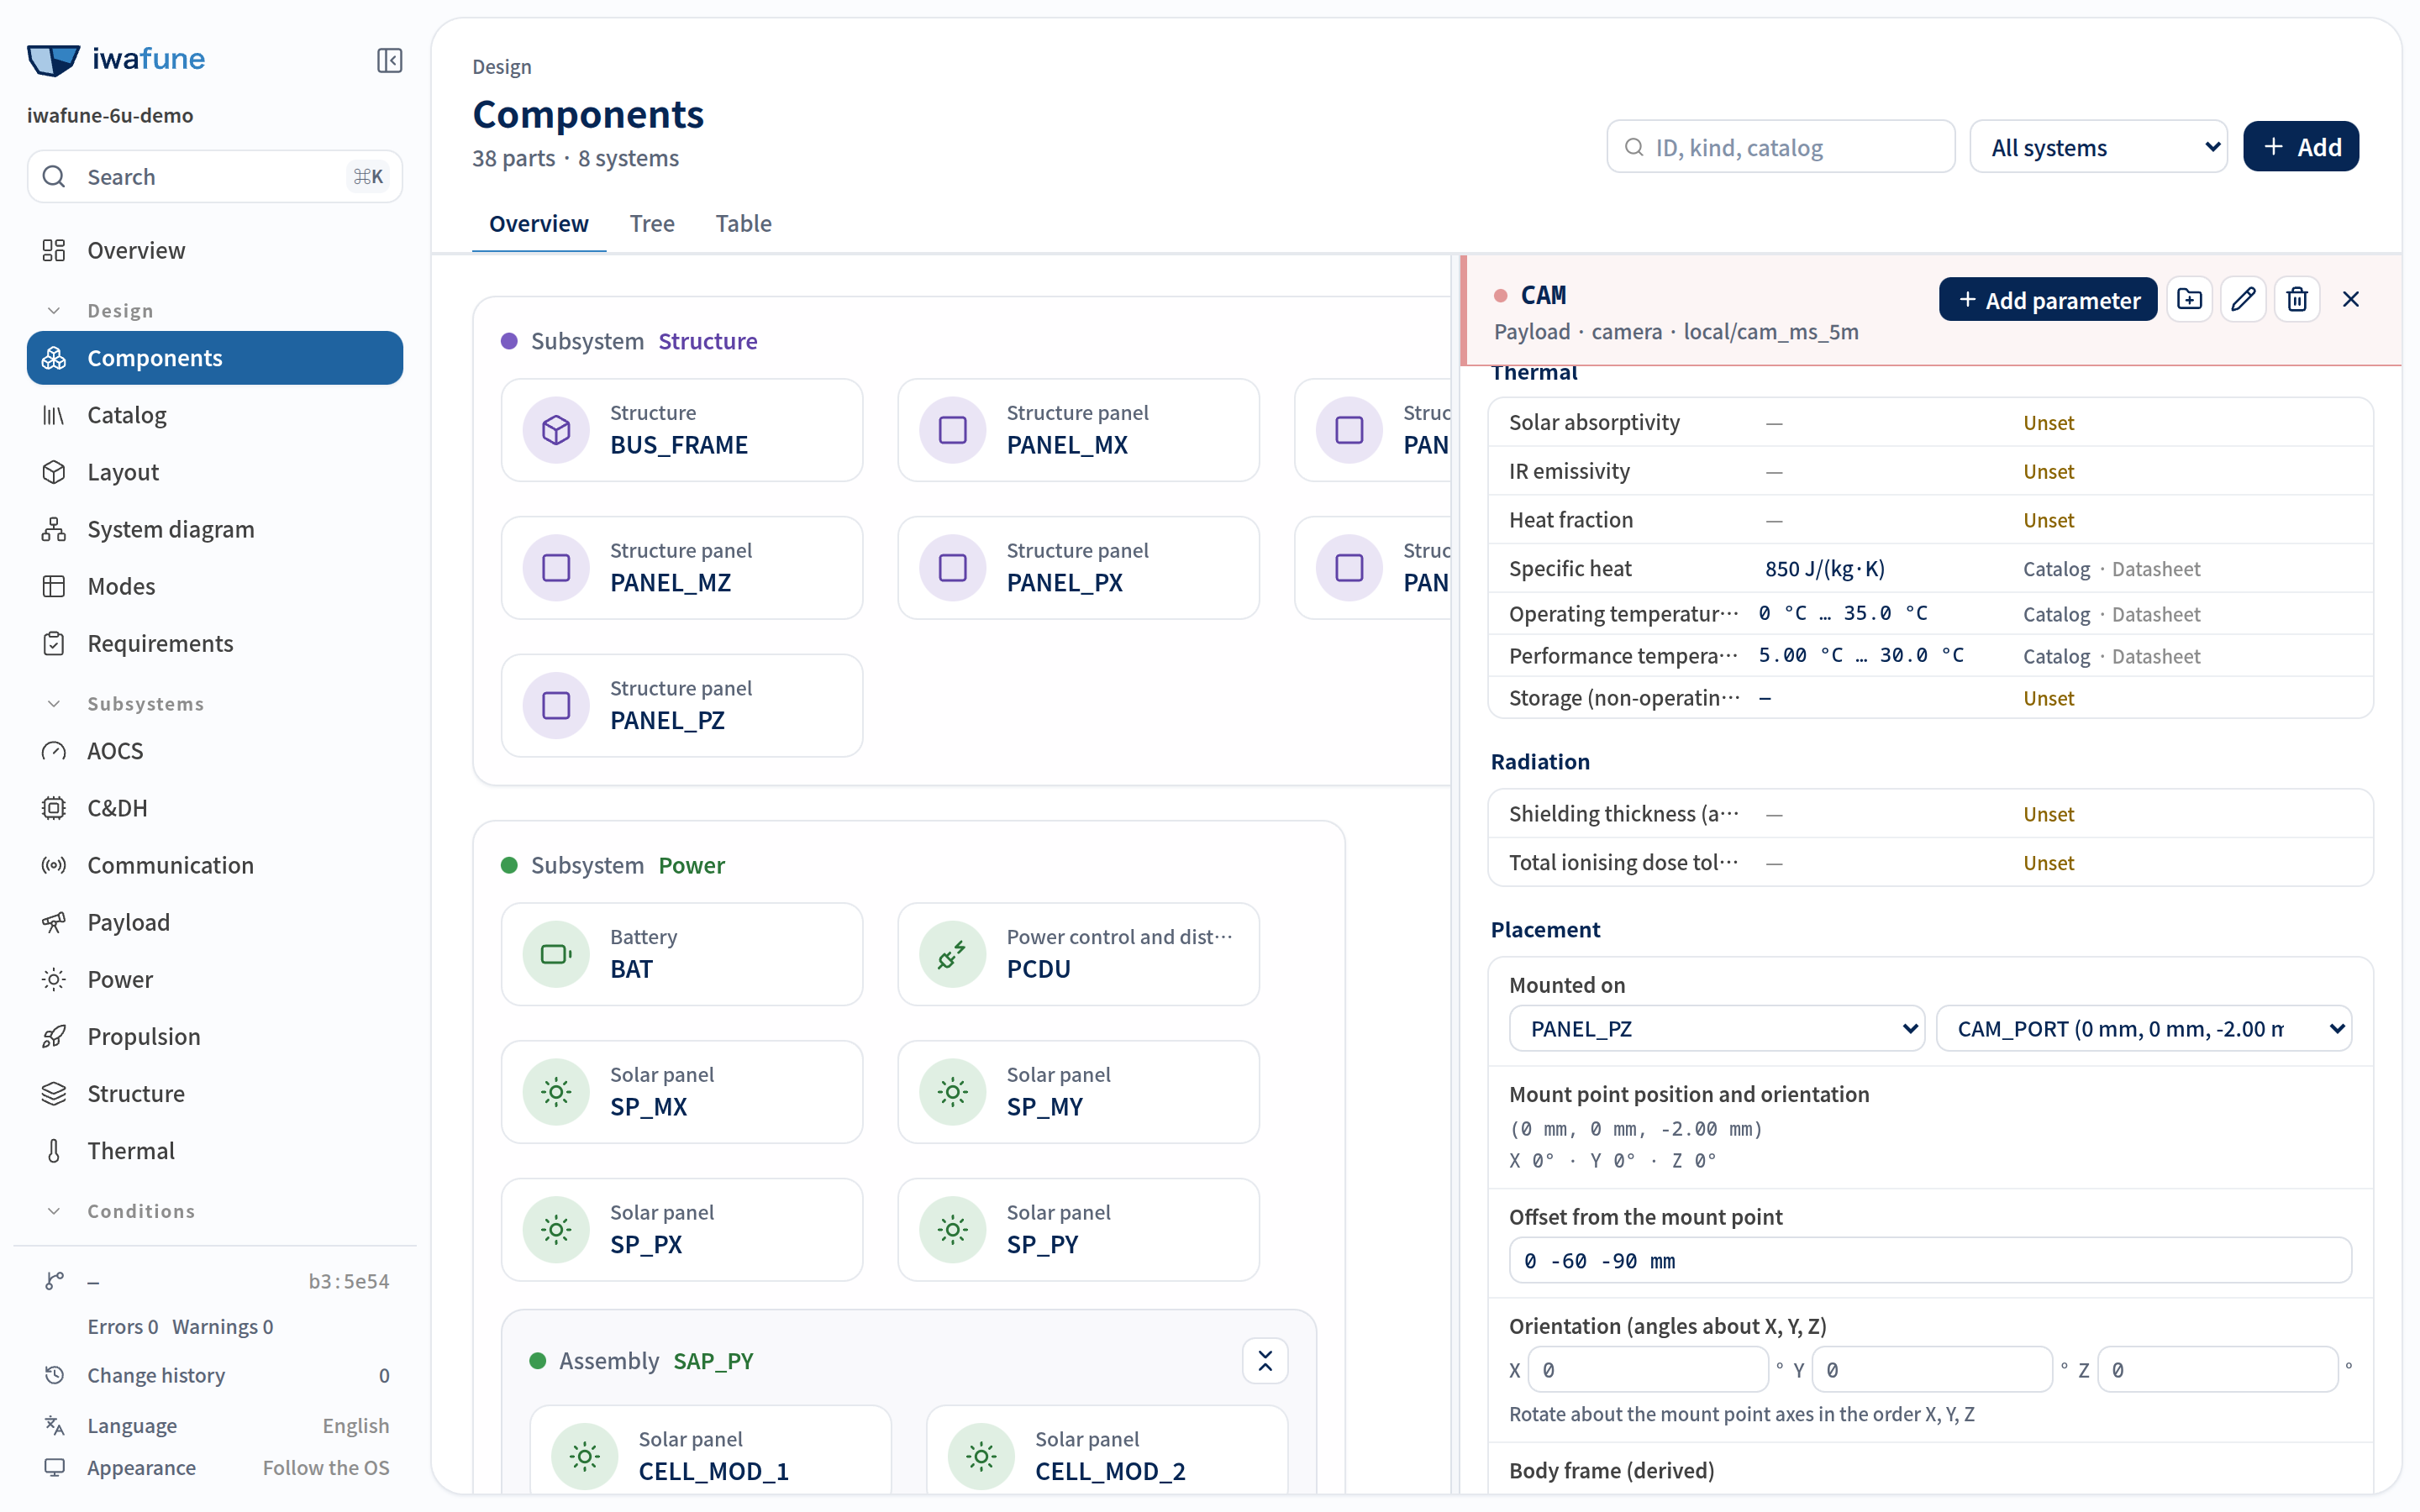 iwafune
iwafune-6u-demo
Search ⌘K
Overview
Design
Components
Catalog
Layout
System diagram
Modes
Requirements
Subsystems
AOCS
C&DH
Communication
Payload
Power
Propulsion
Structure
Thermal
Conditions
– b3:5e54
Errors 0 Warnings 0
Change history 0
Language English
Appearance Follow the OS
Design
Components
38 parts · 8 systems
ID, kind, catalog
All systems
+ Add
Overview Tree Table
Subsystem Structure
Structure
BUS_FRAME
Structure panel
PANEL_MX
Struc
PAN
Structure panel
PANEL_MZ
Structure panel
PANEL_PX
Struc
PAN
Structure panel
PANEL_PZ
Subsystem Power
Battery
BAT
Power control and dist···
PCDU
Solar panel
SP_MX
Solar panel
SP_MY
Solar panel
SP_PX
Solar panel
SP_PY
Assembly SAP_PY
Solar panel
CELL_MOD_1
Solar panel
CELL_MOD_2
CAM
Payload · camera · local/cam_ms_5m
+ Add parameter
Thermal
Solar absorptivity — Unset
IR emissivity — Unset
Heat fraction — Unset
Specific heat 850 J/(kg·K) Catalog · Datasheet
Operating temperatur··· 0 °C … 35.0 °C Catalog · Datasheet
Performance tempera··· 5.00 °C … 30.0 °C Catalog · Datasheet
Storage (non-operatin··· – Unset
Radiation
Shielding thickness (a··· — Unset
Total ionising dose tol··· — Unset
Placement
Mounted on
PANEL_PZ
CAM_PORT (0 mm, 0 mm, -2.00 m
Mount point position and orientation
(0 mm, 0 mm, -2.00 mm)
X 0° · Y 0° · Z 0°
Offset from the mount point
0 -60 -90 mm
Orientation (angles about X, Y, Z)
X 0 ° Y 0 ° Z 0 °
Rotate about the mount point axes in the order X, Y, Z
Body frame (derived)